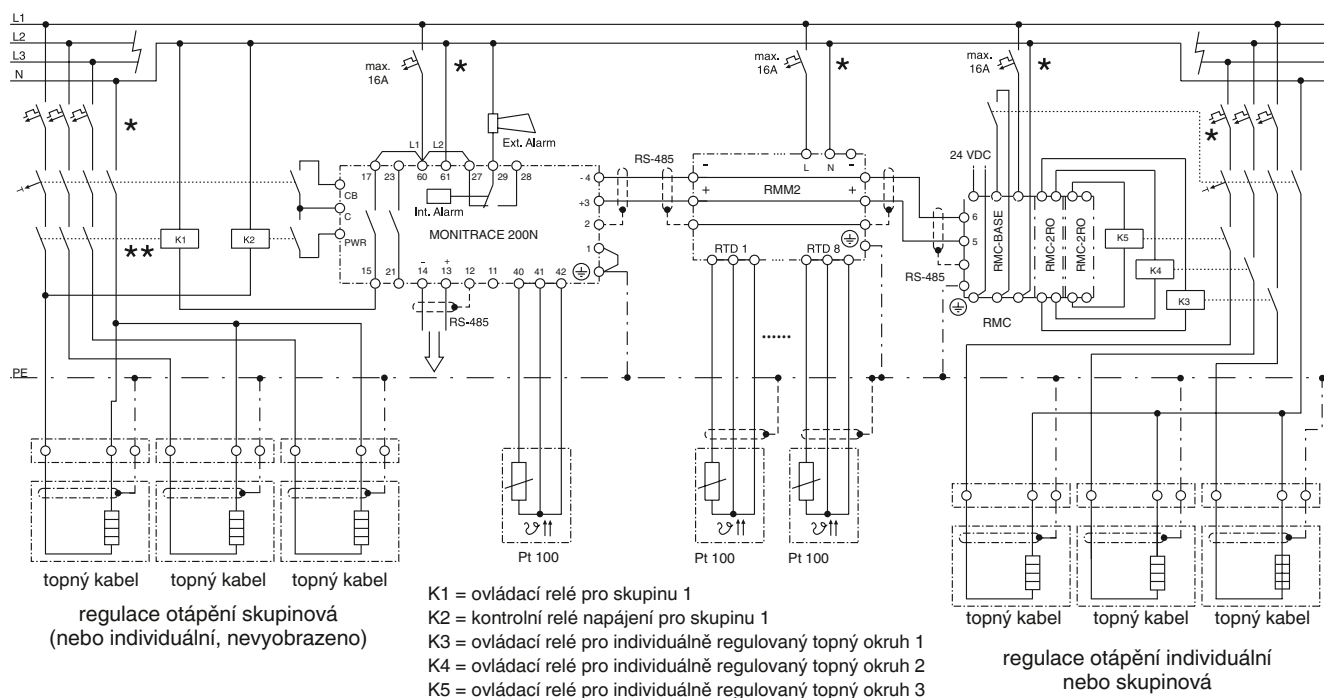 L1
L2
L3
N
max.
16A
*
max.
16A
*
max.
16A
*
*
*
**
K1
K2
CB
C
PWR
L1
L2
17
23
60
61
27
29
28
Ext. Alarm
Int. Alarm
MONITRACE 200N
- 4
+3
2
1
15
21
-
14
+
13
12
11
40
41
42
RS-485
RS-485
L
N
-
-
+
+
RMM2
RTD 1
RTD 8
......
24 VDC
6
5
RS-485
RMC-BASE
RMC-2RO
RMC-2RO
RMC
K5
K4
K3
PE
ϑ
Pt 100
ϑ
Pt 100
ϑ
Pt 100
topný kabel
topný kabel
topný kabel
regulace otápění skupinová
(nebo individuální, nevyobrazeno)
K1 = ovládací relé pro skupinu 1
K2 = kontrolní relé napájení pro skupinu 1
K3 = ovládací relé pro individuálně regulovaný topný okruh 1
K4 = ovládací relé pro individuálně regulovaný topný okruh 2
K5 = ovládací relé pro individuálně regulovaný topný okruh 3
topný kabel
topný kabel
topný kabel
regulace otápění individuální
nebo skupinová